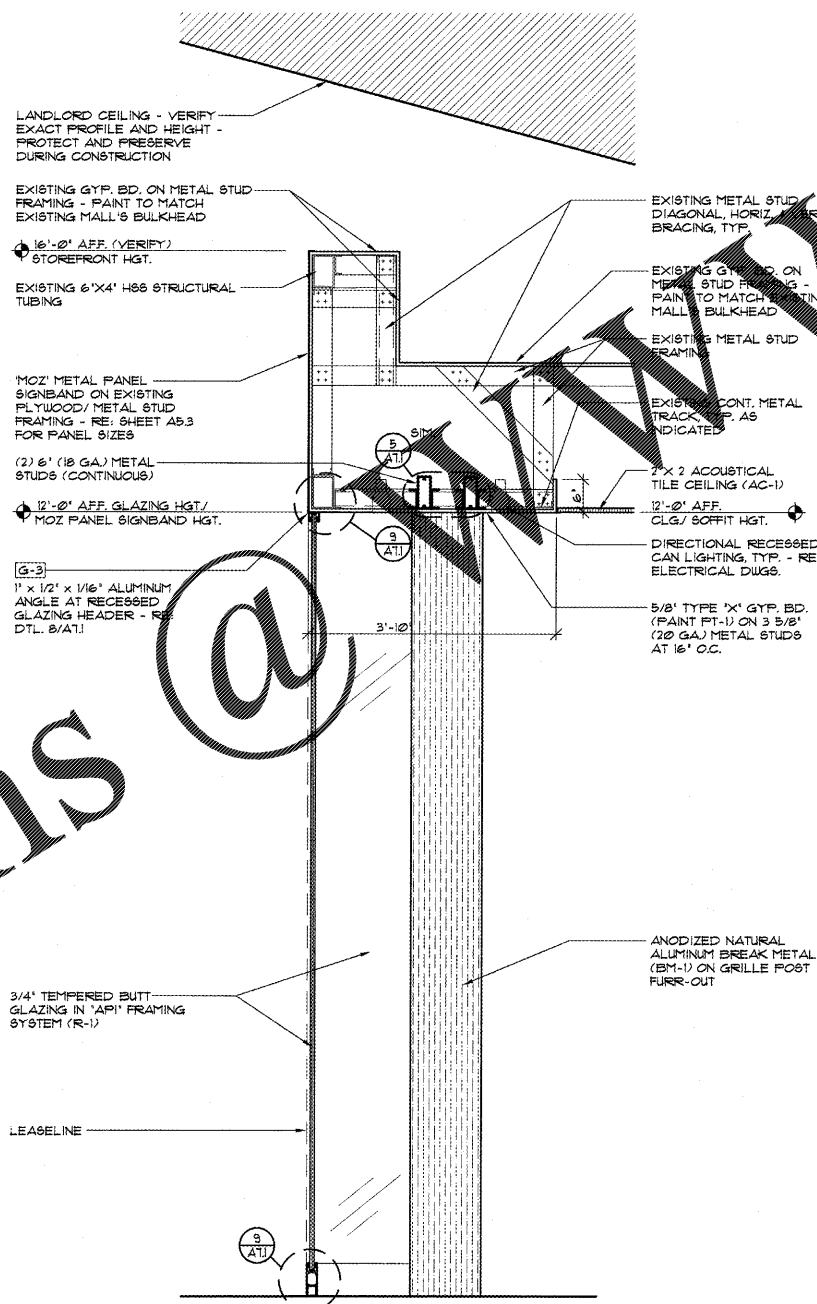 LANDLORD CEILING - VERIFY
EXACT PROFILE AND HEIGHT -
PROTECT AND PRESERVE
DURING CONSTRUCTION
EXISTING GYP. BD. ON METAL STUD
FRAMING - PAINT TO MATCH
EXISTING MALL'S BULKHEAD
16'-0" A.F.F. (VERIFY)
STOREFRONT HGT.
EXISTING 6"X4" HSS STRUCTURAL
TUBING
'MOZ' METAL PANEL
SIGNBAND ON EXISTING
PLYWOOD/ METAL STUD
FRAMING - RE: SHEET A5.3
FOR PANEL SIZES
(2) 6" (18 GA.) METAL
STUDS (CONTINUOUS)
12'-0" A.F.F. GLAZING HGT./
MOZ PANEL SIGNBAND HGT.
G-3
1" x 1/2" x 1/16" ALUMINUM
ANGLE AT RECESSED
GLAZING HEADER - RE:
DTL. 8/A7.1
3/4" TEMPERED BUTT
GLAZING IN "API" FRAMING
SYSTEM (R-1)
LEASELINE
SIM
5
A7.1
9
A7.1
3'-10"
6"
9
A7.1
EXISTING METAL STUD
DIAGONAL, HORIZ.
BRACING, TYP.
EXISTING GYP. BD. ON
METAL STUD FRAMING -
PAINT TO MATCH
MALL'S BULKHEAD
EXISTING METAL STUD
FRAMING
EXISTING CONT. METAL
TRACK, TYP. AS
INDICATED
2 X 2 ACOUSTICAL
TILE CEILING (AC-1)
12'-0" A.F.F.
CLG./ SOFFIT HGT.
DIRECTIONAL RECESSED
CAN LIGHTING, TYP. - RE
ELECTRICAL DWGS.
5/8" TYPE "X" GYP. BD.
(PAINT PT-1) ON 3 5/8"
(20 GA.) METAL STUDS
AT 16" O.C.
ANODIZED NATURAL
ALUMINUM BREAK METAL
(BM-1) ON GRILLE POST
FURR-OUT
ns @ www